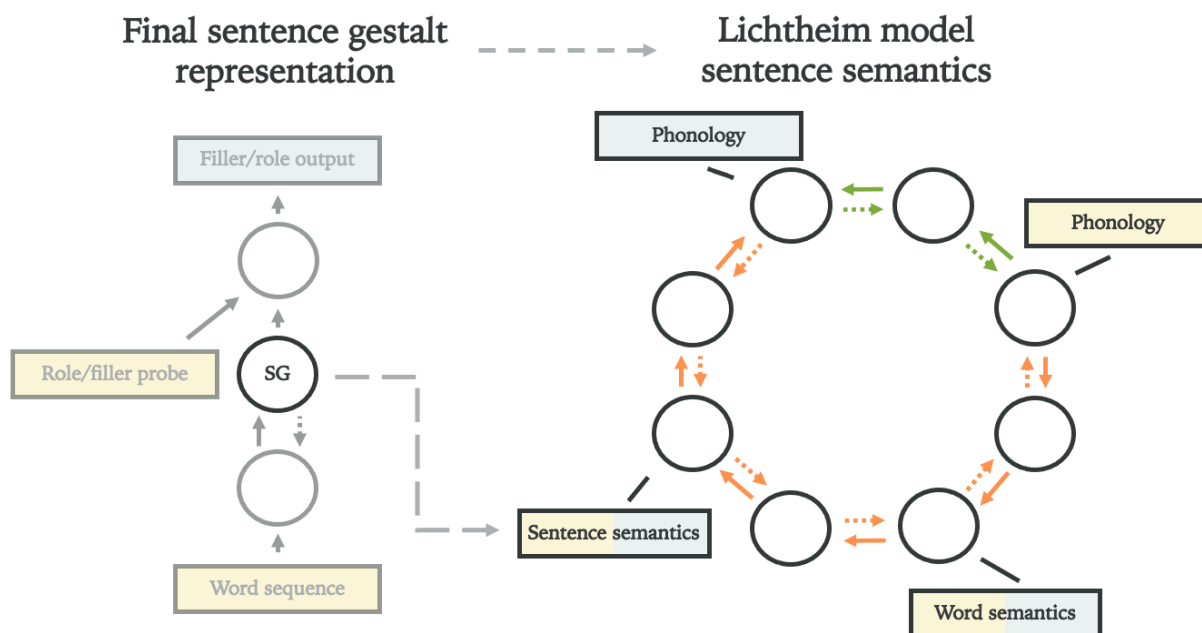 Final sentence gestalt
representation
Lichtheim model
sentence semantics
Filler/role output
Role/filler probe
SG
Word sequence
Phonology
Phonology
Sentence semantics
Word semantics